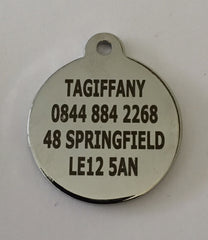 TAGIFFANY
0844 884 2268
48 SPRINGFIELD
LE12 5AN